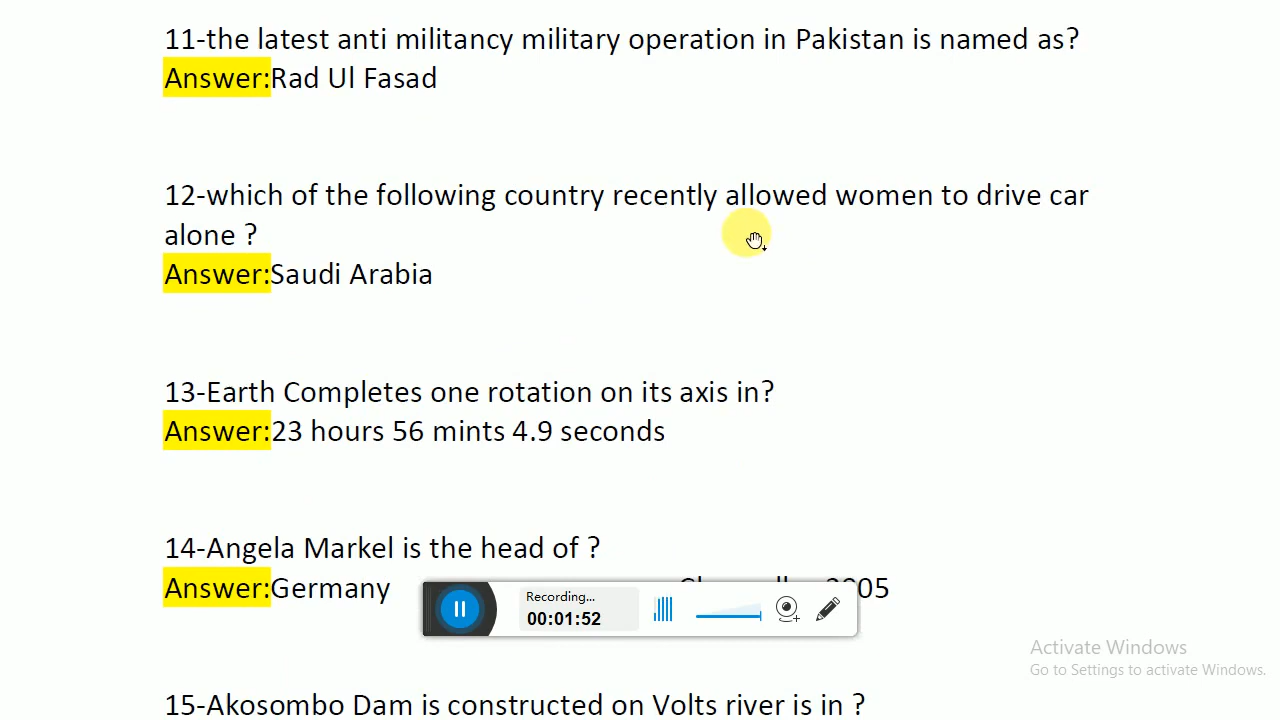 11-the latest anti militancy military operation in Pakistan is named as?
Answer:Rad Ul Fasad
12-which of the following country recently allowed women to drive car
alone ?
Answer:Saudi Arabia
13-Earth Completes one rotation on its axis in?
Answer:23 hours 56 mints 4.9 seconds
14-Angela Markel is the head of ?
Answer:Germany
Recording...
00:01:52
Activate Windows
Go to Settings to activate Windows.
15-Akosombo Dam is constructed on Volts river is in ?